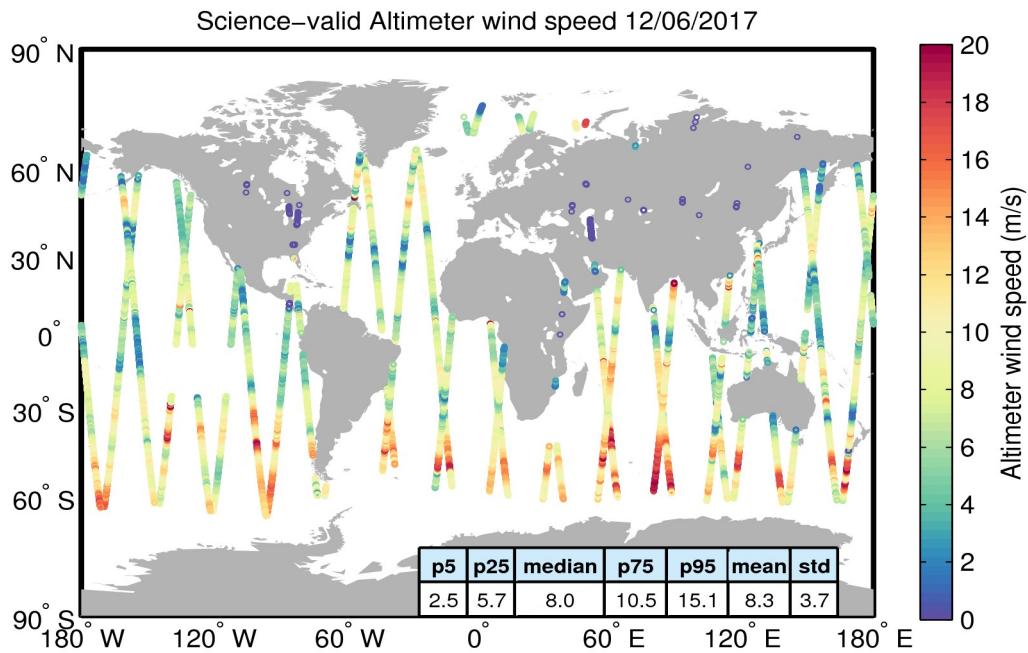 Science−valid Altimeter wind speed 12/06/2017
90° N
60° N
30° N
0°
30° S
60° S
90° S
180° W
120° W
60° W
0°
60° E
120° E
180° E
p5 p25 median p75 p95 mean std
2.5 5.7 8.0 10.5 15.1 8.3 3.7
20
18
16
14
12
10
8
6
4
2
0
Altimeter wind speed (m/s)